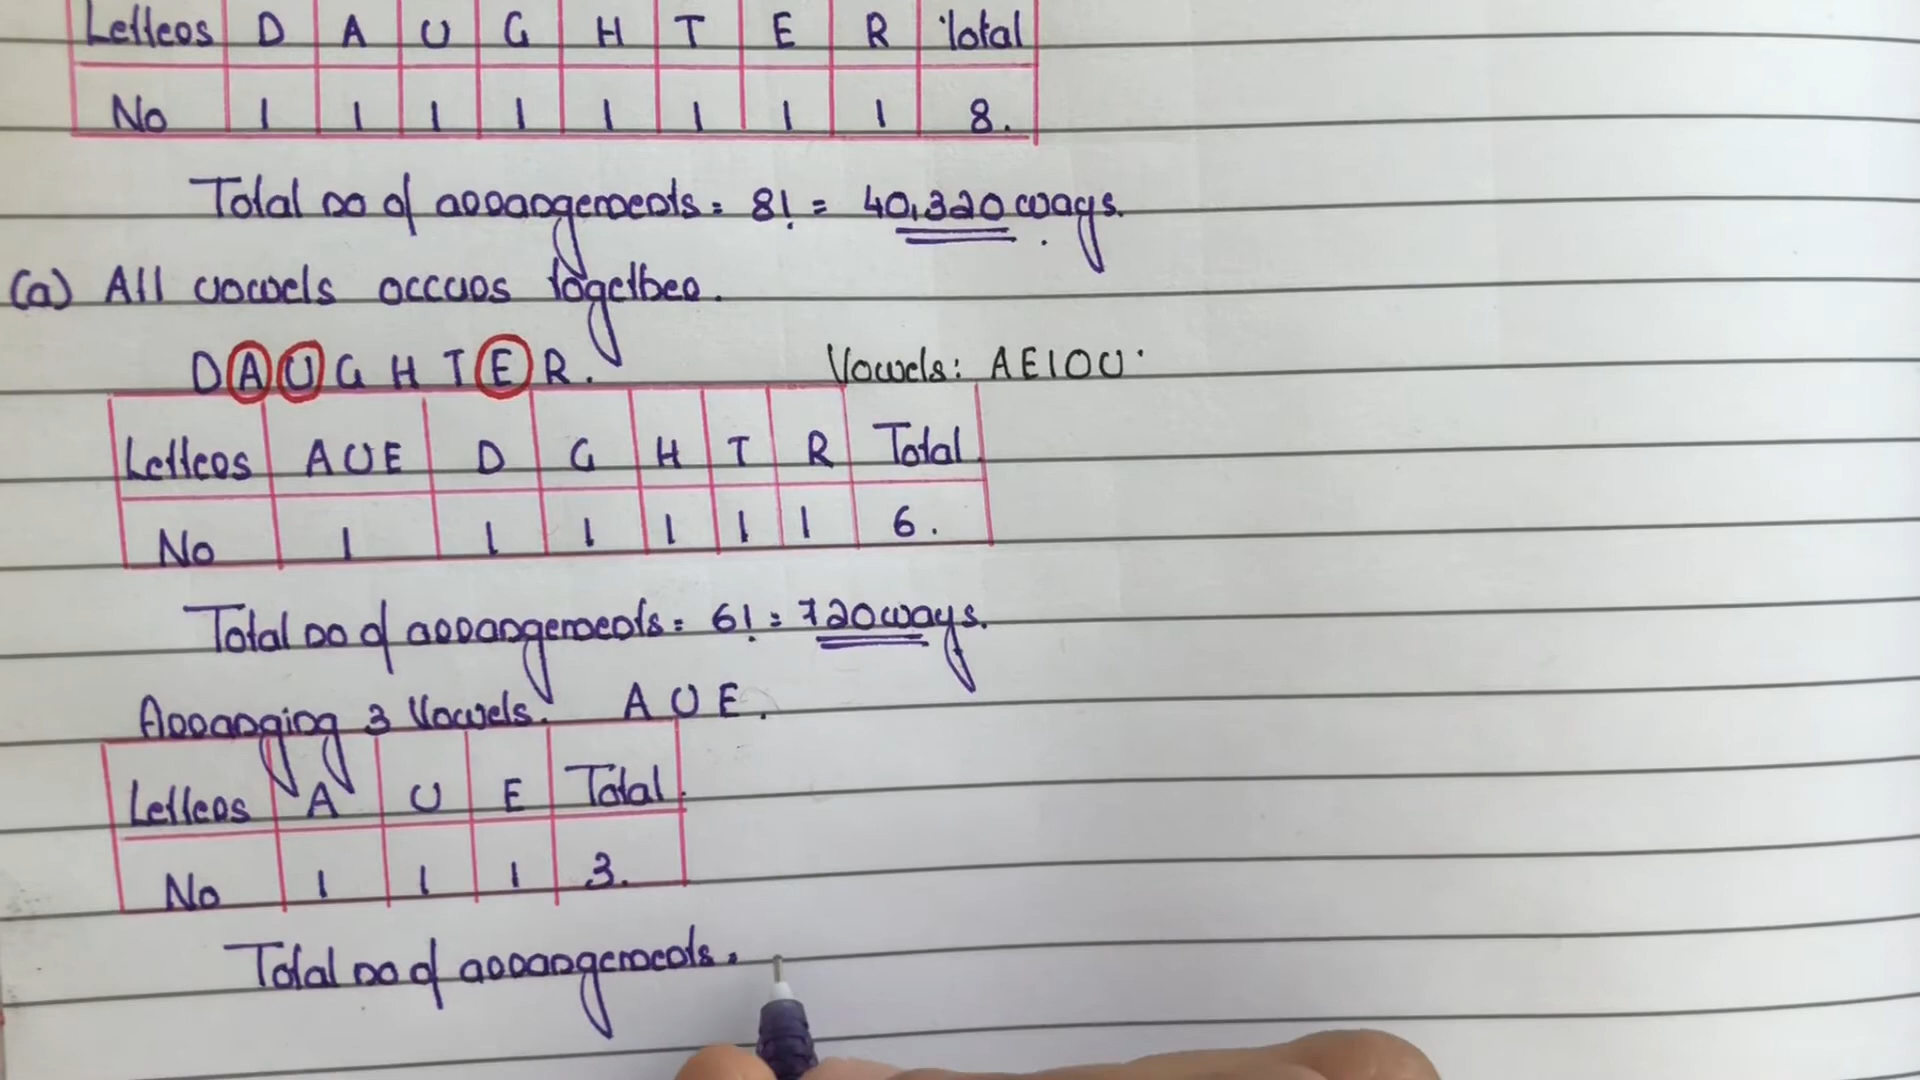 Letters D A U G H T E R Total
No 1 1 1 1 1 1 1 1 8.
Total no of arrangements = 8! = 40,320 ways.
(a) All vowels occurs together.
D A U G H T E R. Vowels: A E I O U.
Letters AUE D G H T R Total
No 1 1 1 1 1 1 6.
Total no of arrangements = 6! = 720 ways.
Arranging 3 Vowels. A U E.
Letters A U E Total
No 1 1 1 3.
Total no of arrangements =